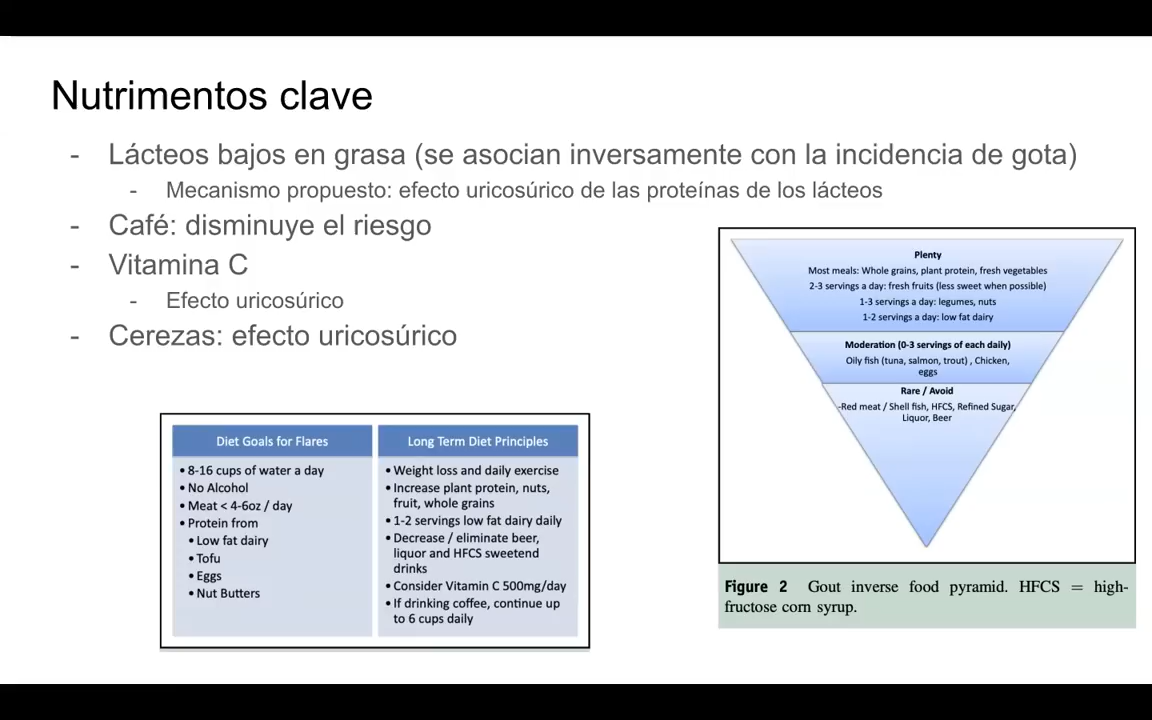 Nutrimentos clave
- Lácteos bajos en grasa (se asocian inversamente con la incidencia de gota)
- Mecanismo propuesto: efecto uricosúrico de las proteínas de los lácteos
- Café: disminuye el riesgo
- Vitamina C
- Efecto uricosúrico
- Cerezas: efecto uricosúrico
Diet Goals for Flares
• 8-16 cups of water a day
• No Alcohol
• Meat < 4-6oz / day
• Protein from
• Low fat dairy
• Tofu
• Eggs
• Nut Butters
Long Term Diet Principles
• Weight loss and daily exercise
• Increase plant protein, nuts,
fruit, whole grains
• 1-2 servings low fat dairy daily
• Decrease / eliminate beer,
liquor and HFCS sweetend
drinks
• Consider Vitamin C 500mg/day
• If drinking coffee, continue up
to 6 cups daily
Plenty
Most meals: Whole grains, plant protein, fresh vegetables
2-3 servings a day: fresh fruits (less sweet when possible)
1-3 servings a day: legumes, nuts
1-2 servings a day: low fat dairy
Moderation (0-3 servings of each daily)
Oily fish (tuna, salmon, trout) , Chicken,
eggs
Rare / Avoid
-Red meat / Shell fish, HFCS, Refined Sugar,
Liquor, Beer
Figure 2 Gout inverse food pyramid. HFCS = high-
fructose corn syrup.